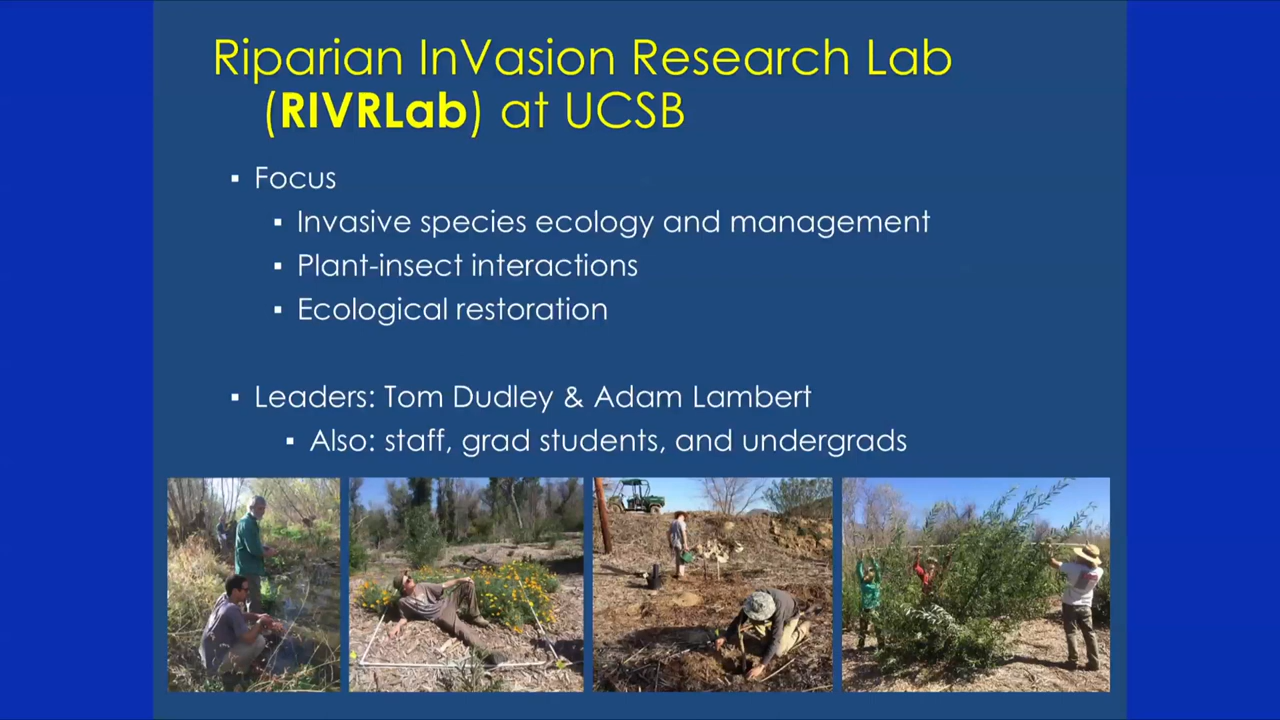 Riparian InVasion Research Lab
(RIVRLab) at UCSB
▪ Focus
▪ Invasive species ecology and management
▪ Plant-insect interactions
▪ Ecological restoration
▪ Leaders: Tom Dudley & Adam Lambert
▪ Also: staff, grad students, and undergrads